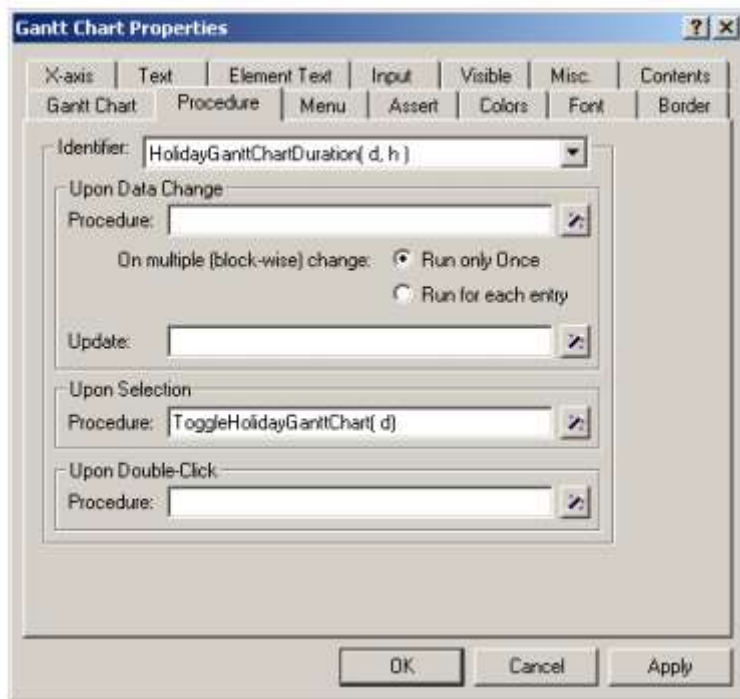 Gantt Chart Properties
X-axis Text Element Text Input Visible Misc. Contents
Gantt Chart Procedure Menu Assert Colors Font Border
Identifier: HolidayGanttChartDuration( d, h )
Upon Data Change
Procedure:
On multiple (block-wise) change: Run only Once
Run for each entry
Update:
Upon Selection
Procedure: ToggleHolidayGanttChart( d)
Upon Double-Click
Procedure:
OK Cancel Apply